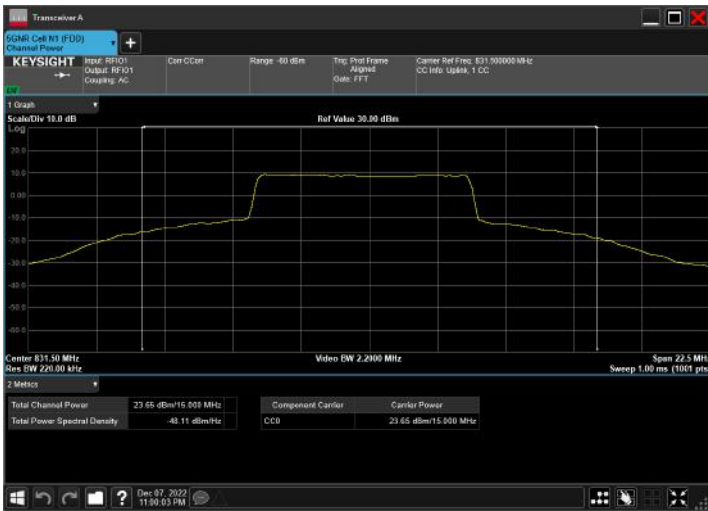 Transceiver A
5GNR Cell N1 (FDD)
Channel Power
KEYSIGHT
Input: RFIO1
Output: RFIO1
Coupling: AC
Corr CCorr
Range: -60 dBm
Trig: Prot Frame
Aligned
Gate: FFT
Carrier Ref Freq: 831.500000 MHz
CC Info: Uplink, 1 CC
1 Graph
Scale/Div 10.0 dB
Ref Value 30.00 dBm
Log
20.0
10.0
0.00
-10.0
-20.0
-30.0
-40.0
-50.0
-60.0
Center 831.50 MHz
Video BW 2.2000 MHz
Span 22.5 MH
Res BW 220.00 kHz
Sweep 1.00 ms (1001 pts
2 Metrics
Total Channel Power 23.65 dBm/15.000 MHz
Total Power Spectral Density -48.11 dBm/Hz
Component Carrier Carrier Power
CC0 23.65 dBm/15.000 MHz
?
Dec 07, 2022
11:00:03 PM